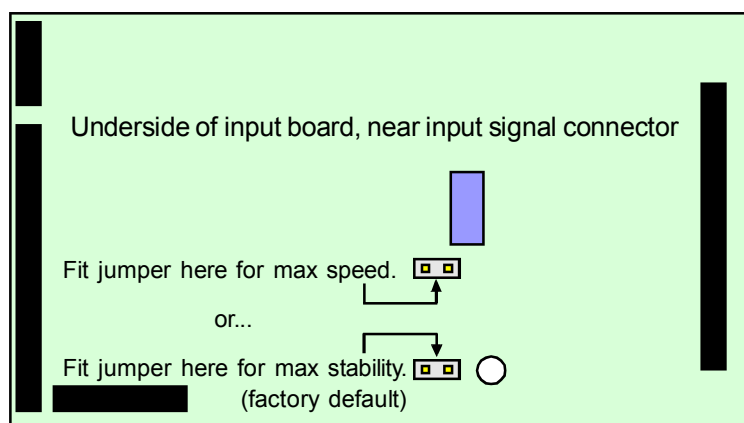 Underside of input board, near input signal connector
Fit jumper here for max speed.
or...
Fit jumper here for max stability.
(factory default)